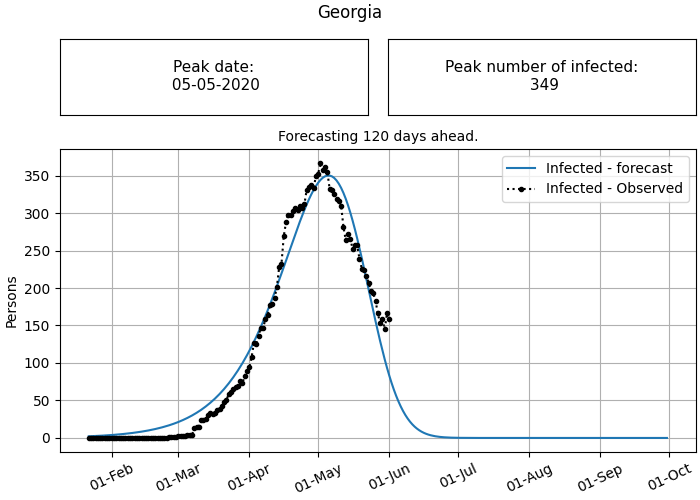 Georgia
Peak date:
05-05-2020
Peak number of infected:
349
Forecasting 120 days ahead.
Infected - forecast
Infected - Observed
Persons
350
300
250
200
150
100
50
0
01-Feb
01-Mar
01-Apr
01-May
01-Jun
01-Jul
01-Aug
01-Sep
01-Oct